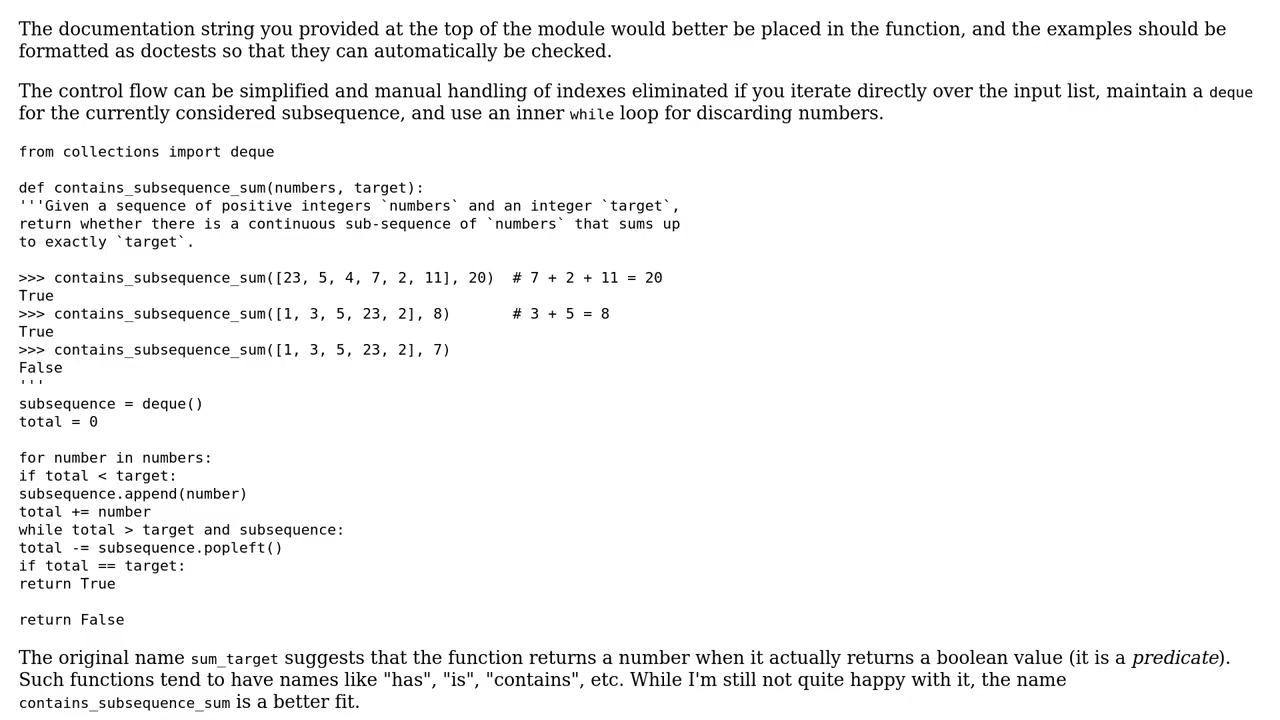 The documentation string you provided at the top of the module would better be placed in the function, and the examples should be
formatted as doctests so that they can automatically be checked.
The control flow can be simplified and manual handling of indexes eliminated if you iterate directly over the input list, maintain a deque
for the currently considered subsequence, and use an inner while loop for discarding numbers.
from collections import deque
def contains_subsequence_sum(numbers, target):
'''Given a sequence of positive integers `numbers` and an integer `target`,
return whether there is a continuous sub-sequence of `numbers` that sums up
to exactly `target`.
>>> contains_subsequence_sum([23, 5, 4, 7, 2, 11], 20)  # 7 + 2 + 11 = 20
True
>>> contains_subsequence_sum([1, 3, 5, 23, 2], 8)       # 3 + 5 = 8
True
>>> contains_subsequence_sum([1, 3, 5, 23, 2], 7)
False
'''
subsequence = deque()
total = 0
for number in numbers:
if total < target:
subsequence.append(number)
total += number
while total > target and subsequence:
total -= subsequence.popleft()
if total == target:
return True
return False
The original name sum_target suggests that the function returns a number when it actually returns a boolean value (it is a predicate).
Such functions tend to have names like "has", "is", "contains", etc. While I'm still not quite happy with it, the name
contains_subsequence_sum is a better fit.